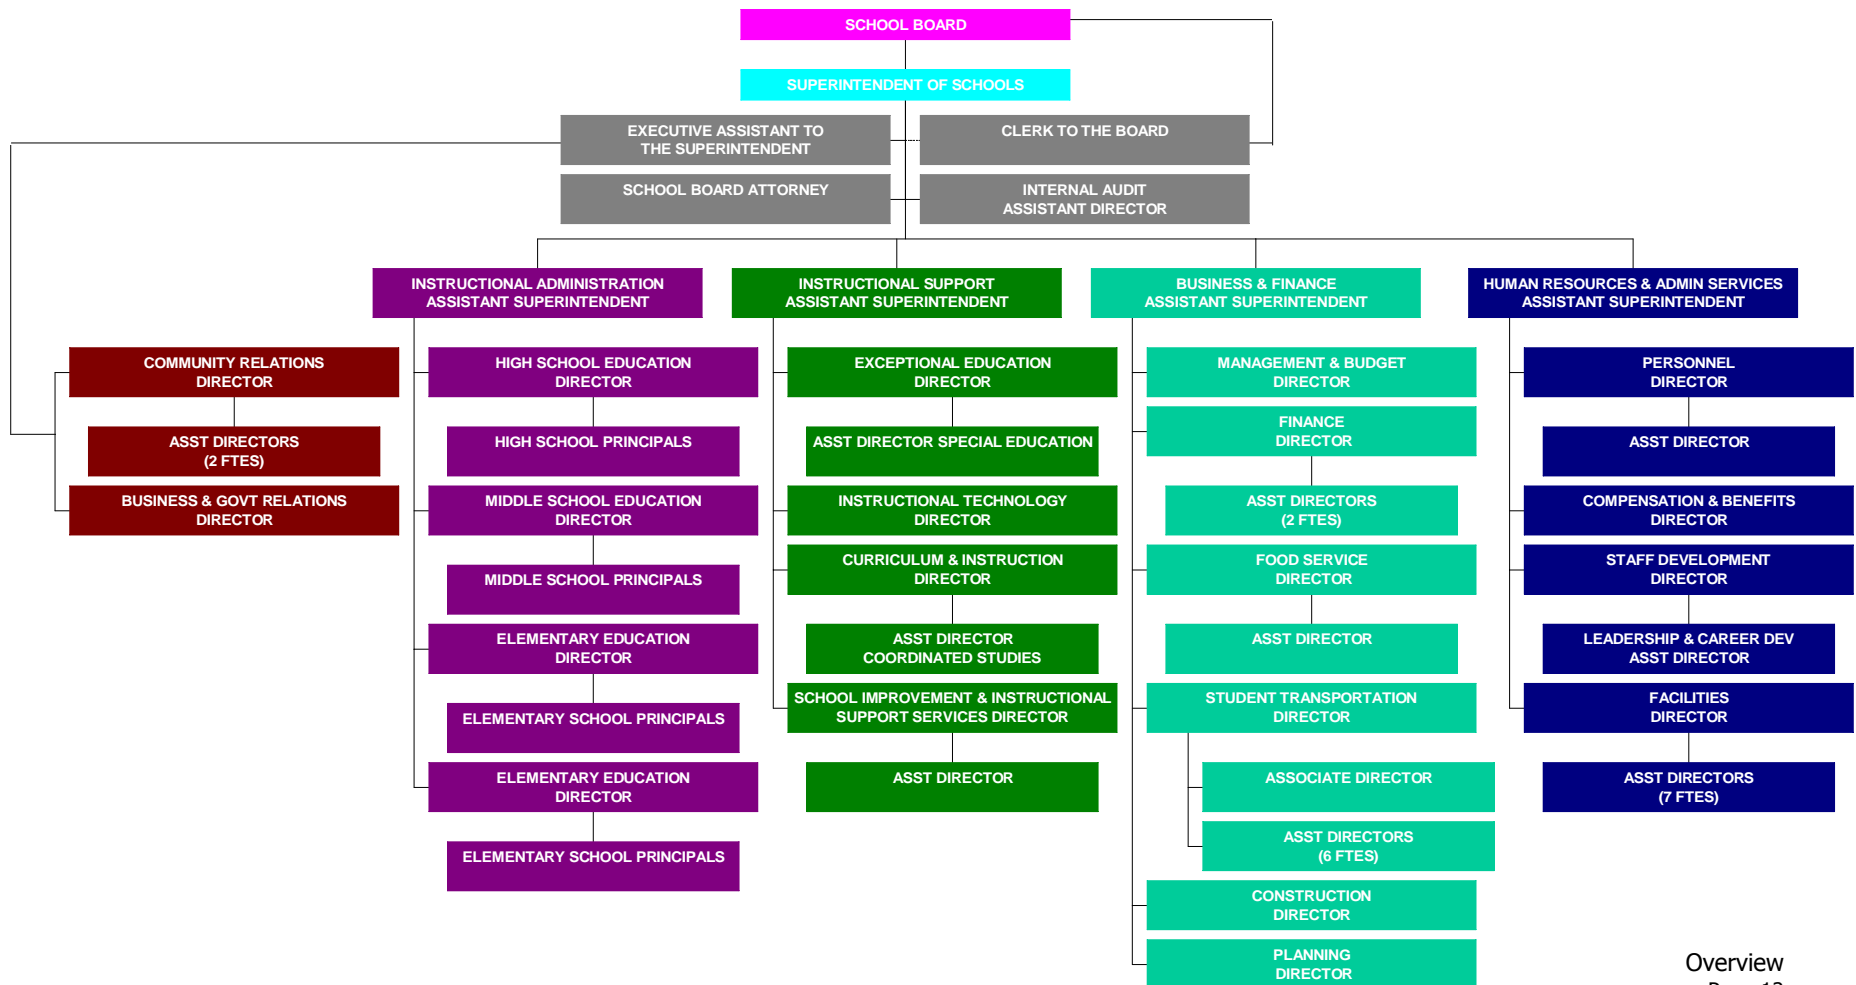 SCHOOL BOARD
SUPERINTENDENT OF SCHOOLS
EXECUTIVE ASSISTANT TO
THE SUPERINTENDENT
CLERK TO THE BOARD
SCHOOL BOARD ATTORNEY
INTERNAL AUDIT
ASSISTANT DIRECTOR
INSTRUCTIONAL ADMINISTRATION
ASSISTANT SUPERINTENDENT
INSTRUCTIONAL SUPPORT
ASSISTANT SUPERINTENDENT
BUSINESS & FINANCE
ASSISTANT SUPERINTENDENT
HUMAN RESOURCES & ADMIN SERVICES
ASSISTANT SUPERINTENDENT
COMMUNITY RELATIONS
DIRECTOR
ASST DIRECTORS
(2 FTES)
BUSINESS & GOVT RELATIONS
DIRECTOR
HIGH SCHOOL EDUCATION
DIRECTOR
HIGH SCHOOL PRINCIPALS
MIDDLE SCHOOL EDUCATION
DIRECTOR
MIDDLE SCHOOL PRINCIPALS
ELEMENTARY EDUCATION
DIRECTOR
ELEMENTARY SCHOOL PRINCIPALS
ELEMENTARY EDUCATION
DIRECTOR
ELEMENTARY SCHOOL PRINCIPALS
EXCEPTIONAL EDUCATION
DIRECTOR
ASST DIRECTOR SPECIAL EDUCATION
INSTRUCTIONAL TECHNOLOGY
DIRECTOR
CURRICULUM & INSTRUCTION
DIRECTOR
ASST DIRECTOR
COORDINATED STUDIES
SCHOOL IMPROVEMENT & INSTRUCTIONAL
SUPPORT SERVICES DIRECTOR
ASST DIRECTOR
MANAGEMENT & BUDGET
DIRECTOR
FINANCE
DIRECTOR
ASST DIRECTORS
(2 FTES)
FOOD SERVICE
DIRECTOR
ASST DIRECTOR
STUDENT TRANSPORTATION
DIRECTOR
ASSOCIATE DIRECTOR
ASST DIRECTORS
(6 FTES)
CONSTRUCTION
DIRECTOR
PLANNING
DIRECTOR
PERSONNEL
DIRECTOR
ASST DIRECTOR
COMPENSATION & BENEFITS
DIRECTOR
STAFF DEVELOPMENT
DIRECTOR
LEADERSHIP & CAREER DEV
ASST DIRECTOR
FACILITIES
DIRECTOR
ASST DIRECTORS
(7 FTES)
Overview